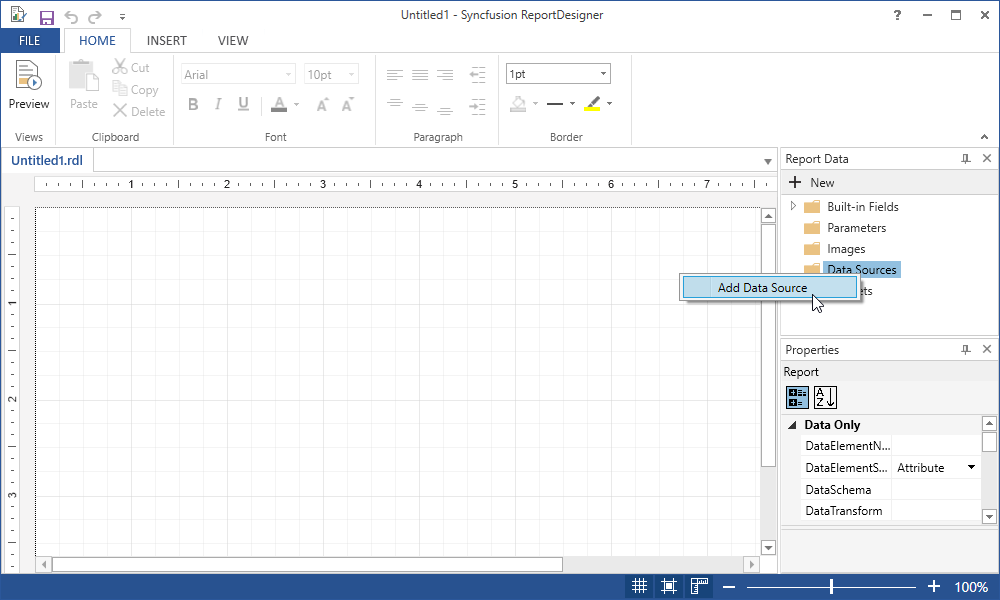 Untitled1 - Syncfusion ReportDesigner
?
FILE HOME INSERT VIEW
Preview
Views
Paste
Cut
Copy
Delete
Clipboard
Arial 10pt
B I U A A A
Font
Paragraph
1pt
Border
Untitled1.rdl
1 2 3 4 5 6 7
1
2
3
Report Data
New
Built-in Fields
Parameters
Images
Data Sources
Add Data Source
Properties
Report
A
Z
Data Only
DataElementN...
DataElementS... Attribute
DataSchema
DataTransform
100%